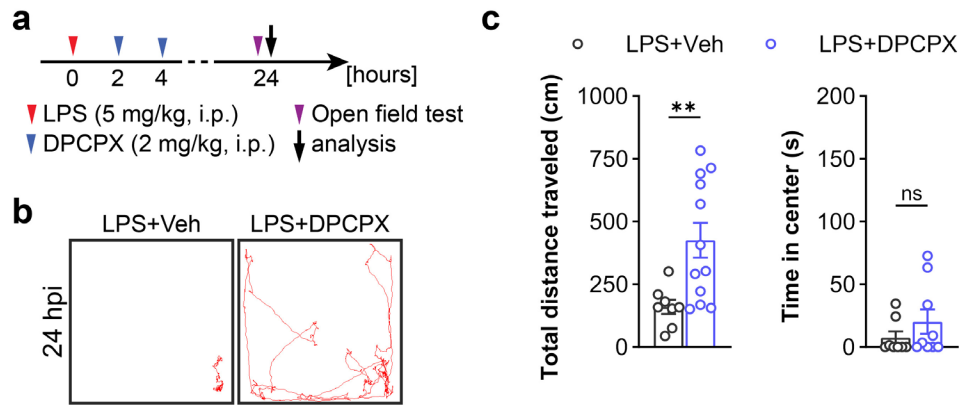 a
0 2 4 24 [hours]
LPS (5 mg/kg, i.p.) Open field test
DPCPX (2 mg/kg, i.p.) analysis
b
LPS+Veh LPS+DPCPX
24 hpi
c
LPS+Veh LPS+DPCPX
Total distance traveled (cm)
1000
750
500
250
0
**
Time in center (s)
200
150
100
50
0
ns